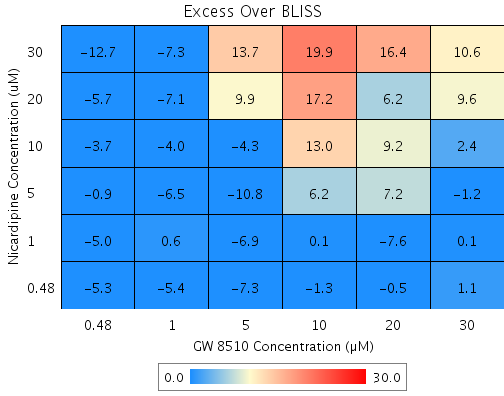 Excess Over BLISS
Nicardipine Concentration (uM)
30 −12.7 −7.3 13.7 19.9 16.4 10.6
20 −5.7 −7.1 9.9 17.2 6.2 9.6
10 −3.7 −4.0 −4.3 13.0 9.2 2.4
5 −0.9 −6.5 −10.8 6.2 7.2 −1.2
1 −5.0 0.6 −6.9 0.1 −7.6 0.1
0.48 −5.3 −5.4 −7.3 −1.3 −0.5 1.1
0.48 1 5 10 20 30
GW 8510 Concentration (µM)
0.0 30.0